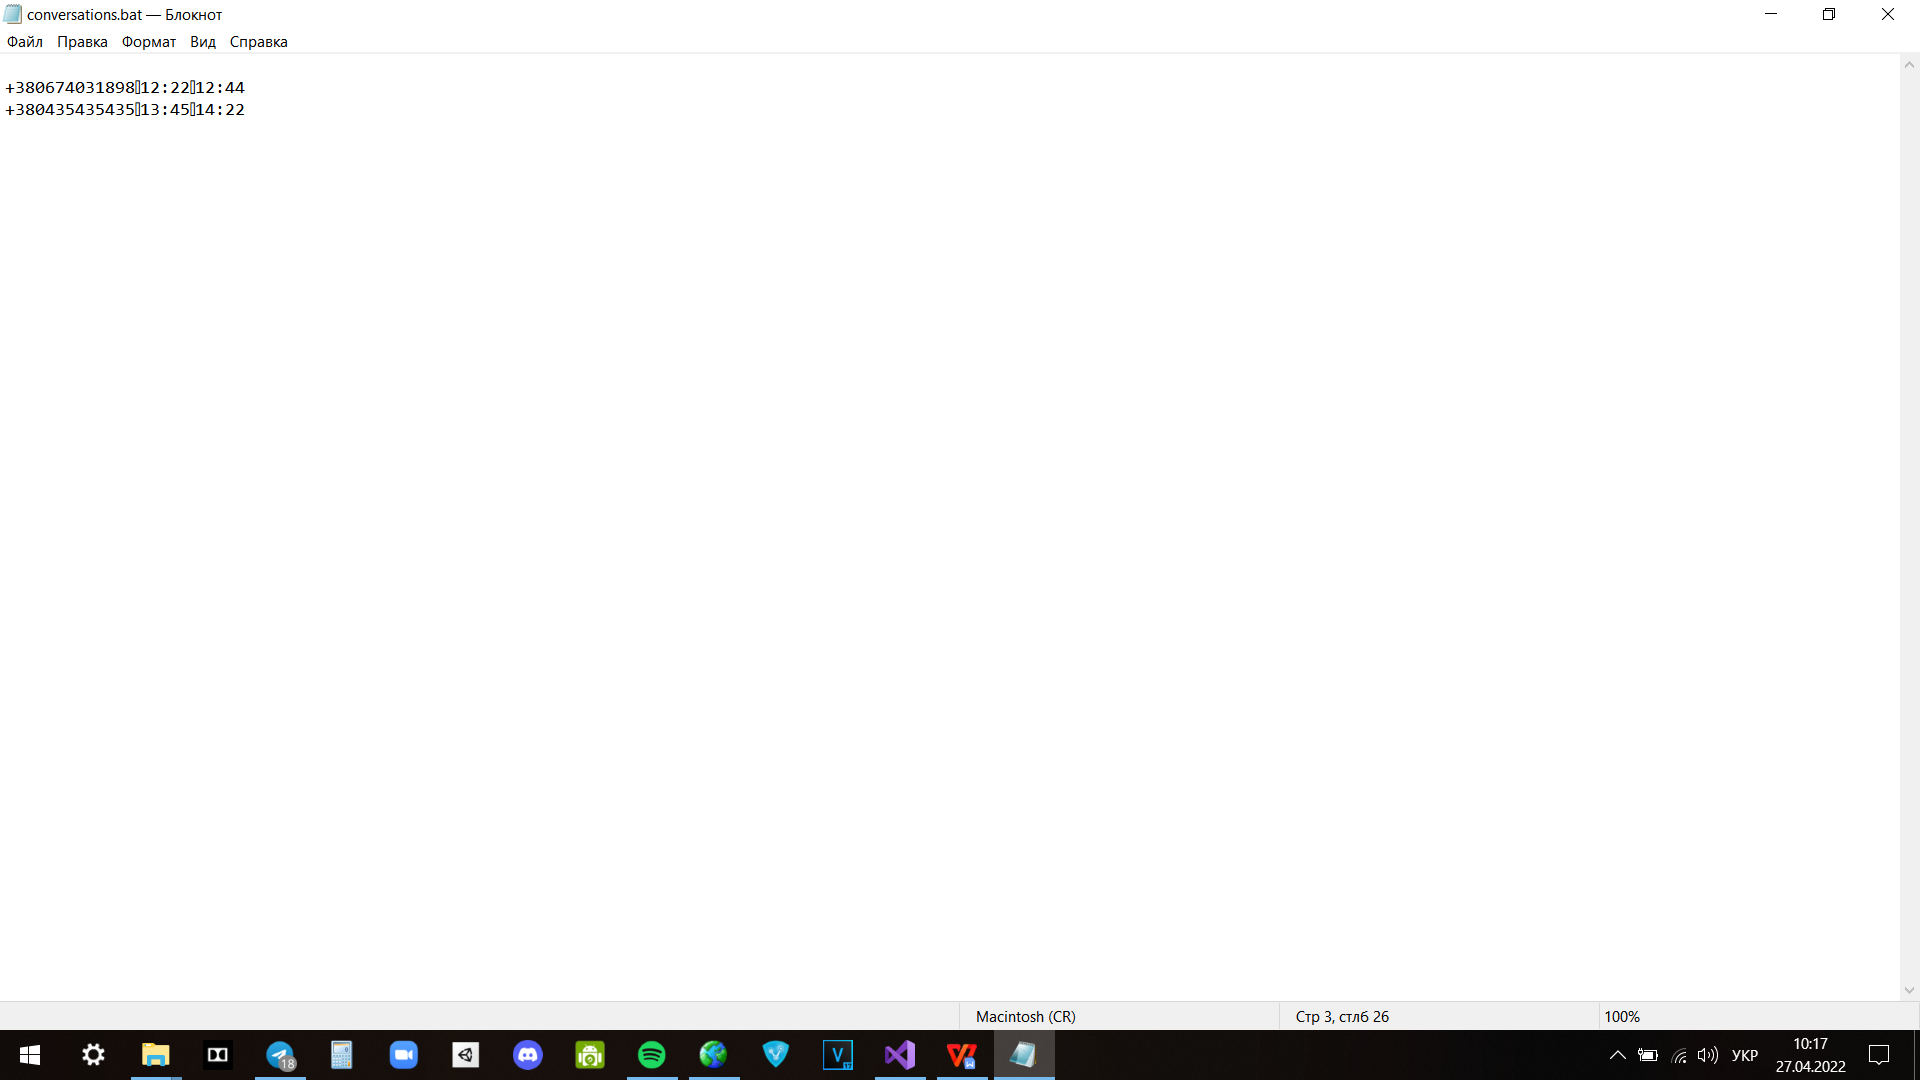 conversations.bat — Блокнот
Файл Правка Формат Вид Справка
+380674031898▯12:22▯12:44
+380435435435▯13:45▯14:22
Macintosh (CR)
Стр 3, стлб 26
100%
18
V
УКР
10:17
27.04.2022